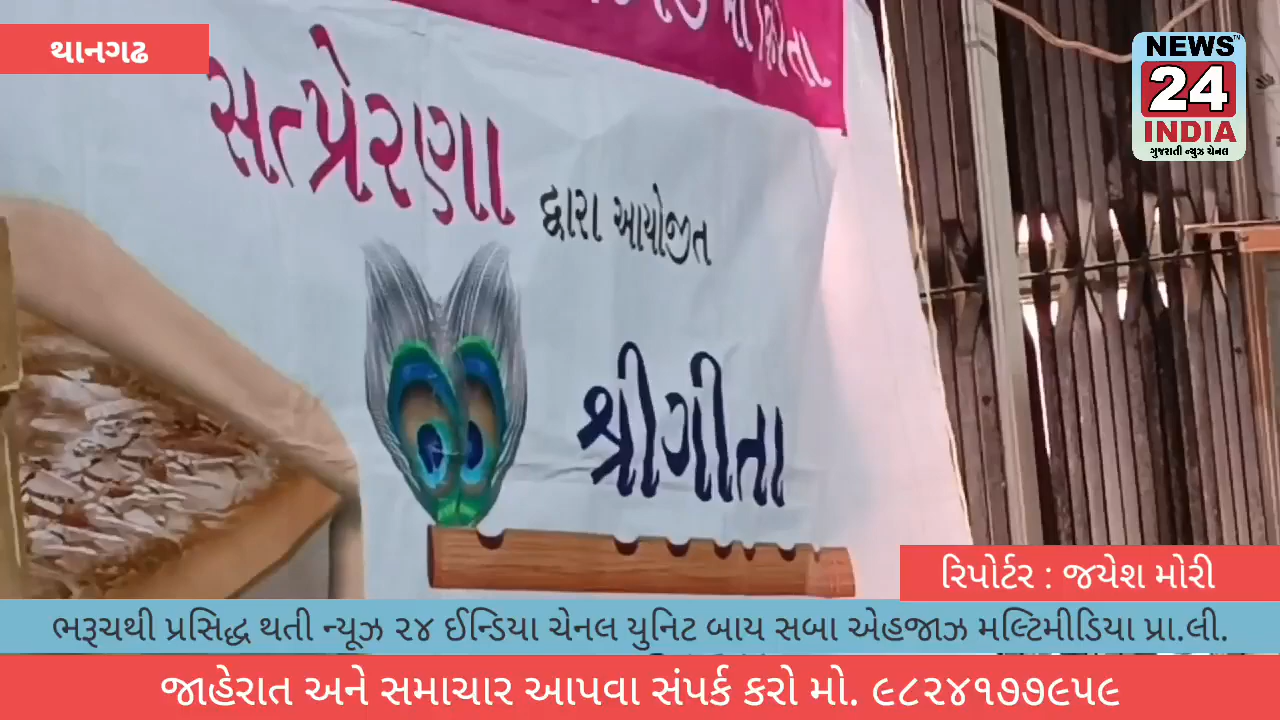 થાનગઢ
NEWS
24
INDIA
ગુજરાતી ન્યુઝ ચેનલ
સત્પ્રેરણા
દ્વારા આયોજીત
શ્રીગીતા
રિપોર્ટર : જયેશ મોરી
ભરૂચથી પ્રસિદ્ધ થતી ન્યૂઝ ૨૪ ઈન્ડિયા ચેનલ યુનિટ બાય સબા એહજાઝ મલ્ટિમીડિયા પ્રા.લી.
જાહેરાત અને સમાચાર આપવા સંપર્ક કરો મો. ૯૮૨૪૧૭૭૯૫૯